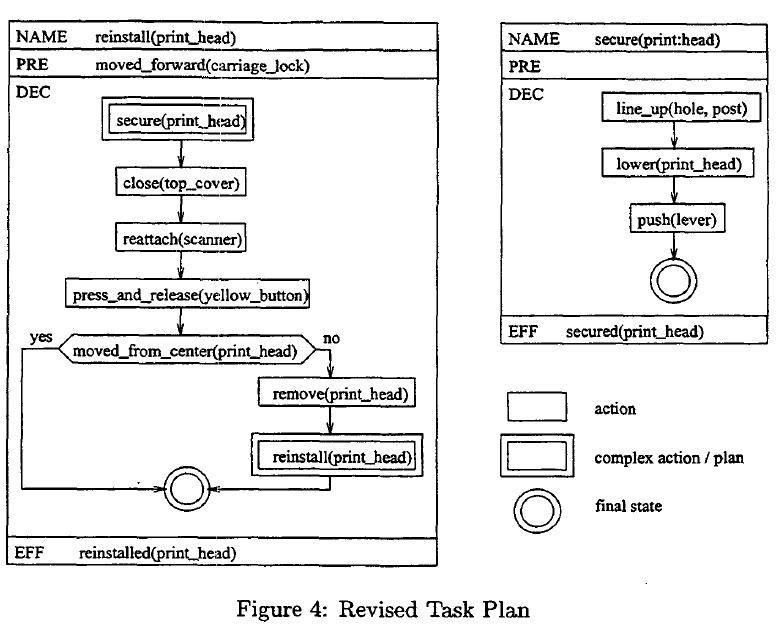 NAME reinstall(print_head)
PRE moved_forward(carriage_lock)
DEC
secure(print_head)
close(top_cover)
reattach(scanner)
press_and_release(yellow_button)
yes
moved_from_center(print_head)
no
remove(print_head)
reinstall(print_head)
EFF reinstalled(print_head)
NAME secure(print:head)
PRE
DEC
line_up(hole, post)
lower(print_head)
push(lever)
EFF secured(print_head)
action
complex action / plan
final state
Figure 4: Revised Task Plan